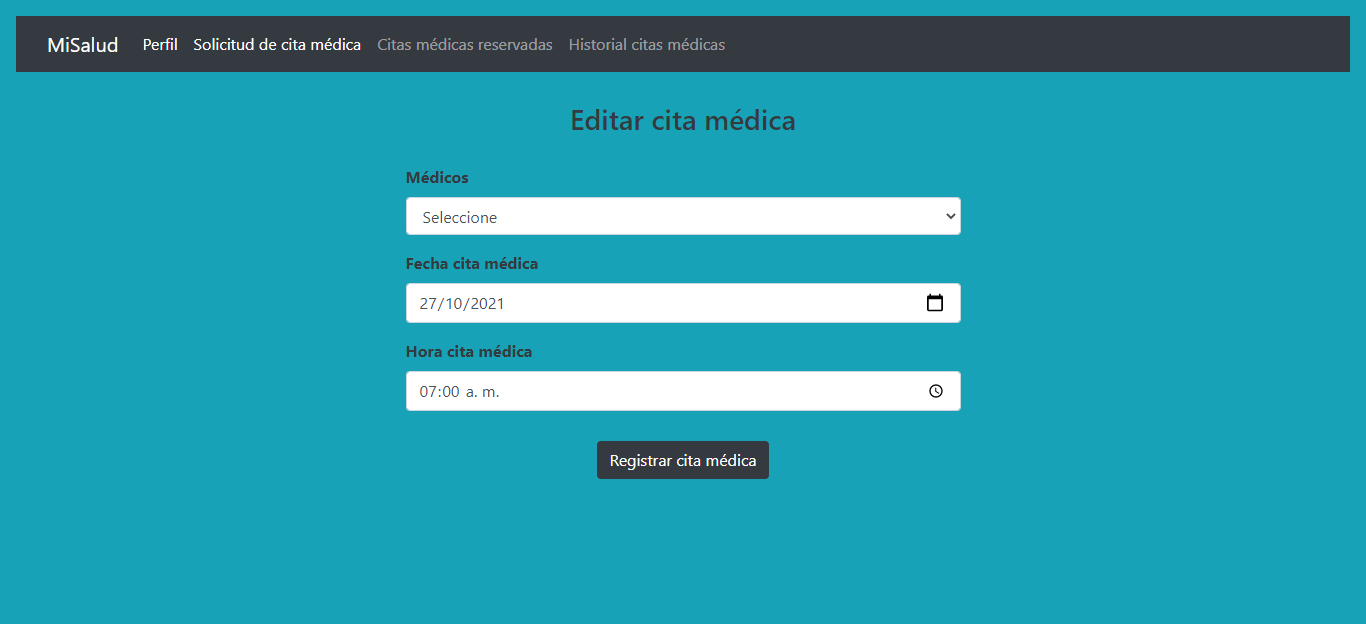 MiSalud Perfil Solicitud de cita médica Citas médicas reservadas Historial citas médicas
Editar cita médica
Médicos
Seleccione
Fecha cita médica
27/10/2021
Hora cita médica
07:00 a. m.
Registrar cita médica